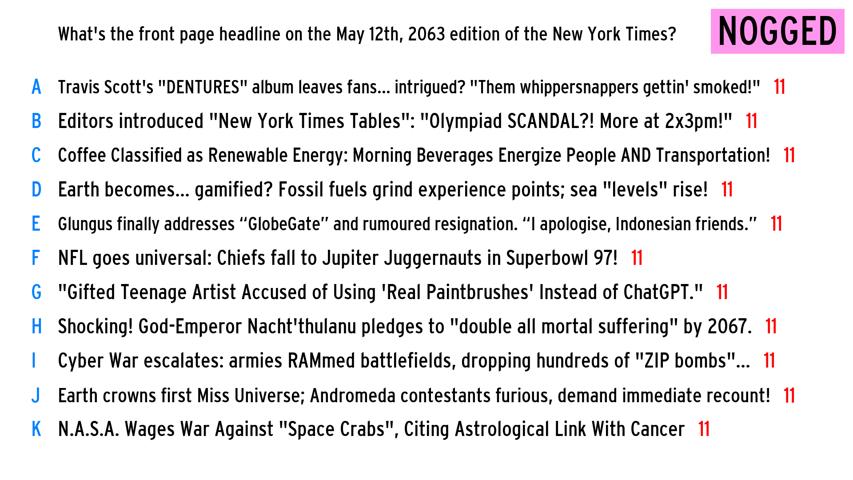 What's the front page headline on the May 12th, 2063 edition of the New York Times? NOGGED
A Travis Scott's "DENTURES" album leaves fans... intrigued? "Them whippersnappers gettin' smoked!" 11
B Editors introduced "New York Times Tables": "Olympiad SCANDAL?! More at 2x3pm!" 11
C Coffee Classified as Renewable Energy: Morning Beverages Energize People AND Transportation! 11
D Earth becomes... gamified? Fossil fuels grind experience points; sea "levels" rise! 11
E Glungus finally addresses “GlobeGate” and rumoured resignation. “I apologise, Indonesian friends.” 11
F NFL goes universal: Chiefs fall to Jupiter Juggernauts in Superbowl 97! 11
G "Gifted Teenage Artist Accused of Using 'Real Paintbrushes' Instead of ChatGPT." 11
H Shocking! God-Emperor Nacht'thulanu pledges to "double all mortal suffering" by 2067. 11
I Cyber War escalates: armies RAMmed battlefields, dropping hundreds of "ZIP bombs"... 11
J Earth crowns first Miss Universe; Andromeda contestants furious, demand immediate recount! 11
K N.A.S.A. Wages War Against "Space Crabs", Citing Astrological Link With Cancer 11